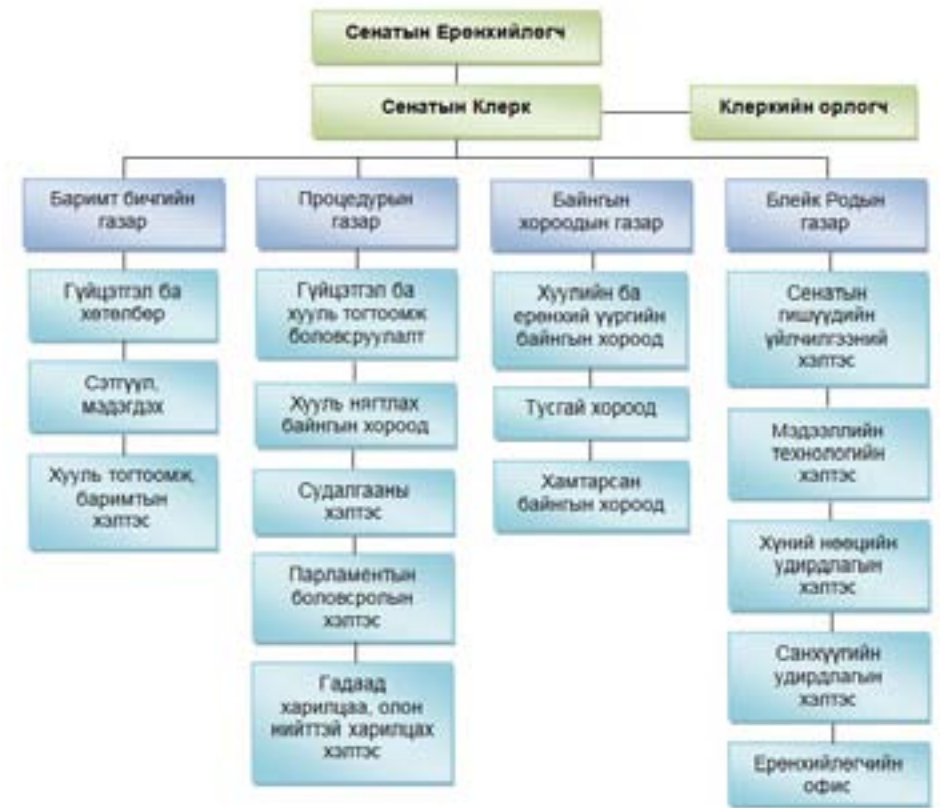 Сенатын Ерөнхийлөгч
Сенатын Клерк
Клеркийн орлогч
Баримт бичгийн
газар
Гүйцэтгэл ба
хөтөлбөр
Сэтгүүл,
мэдэгдэх
Хууль тогтоомж,
баримтын
хэлтэс
Процедурын
газар
Гүйцэтгэл ба
хууль тогтоомж
боловсруулалт
Хууль нягтлах
байнгын хороод
Судалгааны
хэлтэс
Парламентын
боловсролын
хэлтэс
Гадаад
харилцаа, олон
нийттэй харилцах
хэлтэс
Байнгын
хороодын газар
Хуулийн ба
ерөнхий үүргийн
байнгын хороод
Тусгай хороод
Хамтарсан
байнгын хороод
Блейк Родын
газар
Сенатын
гишүүдийн
үйлчилгээний
хэлтэс
Мэдээллийн
технологийн
хэлтэс
Хүний нөөцийн
удирдлагын
хэлтэс
Санхүүгийн
удирдлагын
хэлтэс
Ерөнхийлөгчийн
офис